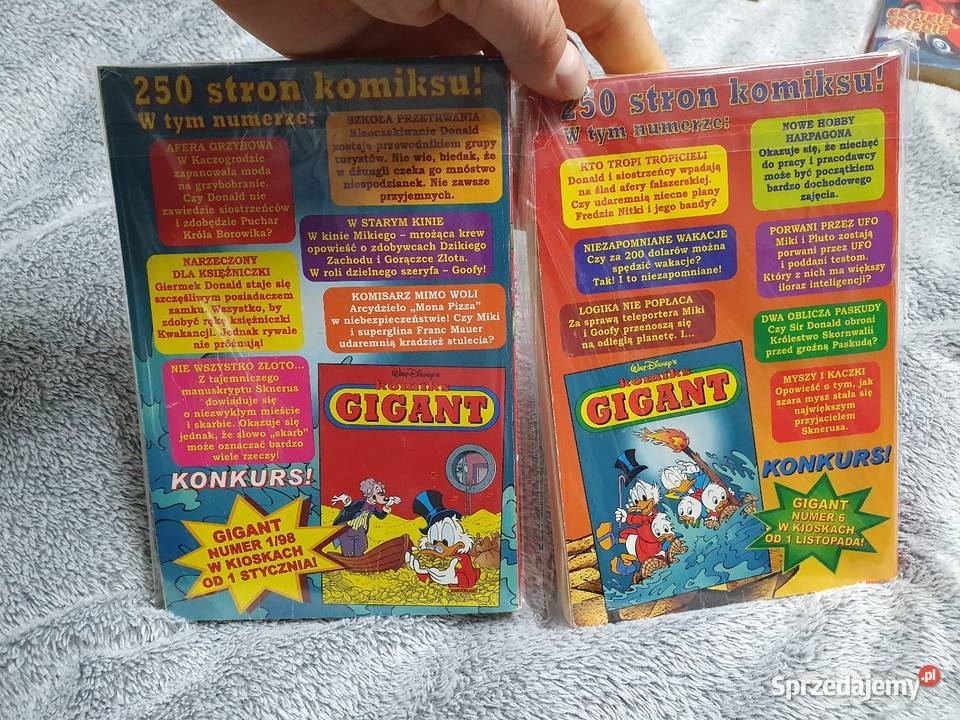 250 stron komiksu!
W tym numerze:
AFERA GRZYBOWA
W Kaczogrodzie
zapanowała moda
na grzybobranie.
Czy Donald nie
zawiedzie siostrzeńców
i zdobędzie Puchar
Króla Borowika?
SZKOŁA PRZETRWANIA
Nieoczekiwanie Donald
zostaje przewodnikiem grupy
turystów. Nie wie, biedak, że
w dżungli czeka go mnóstwo
niespodzianek. Nie zawsze
przyjemnych.
W STARYM KINIE
W kinie Mikiego – mrożąca krew
opowieść o zdobywcach Dzikiego
Zachodu i Gorączce Złota.
W roli dzielnego szeryfa – Goofy!
NARZECZONY
DLA KSIĘŻNICZKI
Giermek Donald staje się
szczęśliwym posiadaczem
zamku. Wszystko, by
zdobyć rękę księżniczki
Kwakancji. Jednak rywale
nie próżnują!
KOMISARZ MIMO WOLI
Arcydzieło „Mona Pizza”
w niebezpieczeństwie! Czy Miki
i superglina Franc Mauer
udaremnią kradzież stulecia?
NIE WSZYSTKO ZŁOTO...
Z tajemniczego
manuskryptu Sknerus
dowiaduje się
o niezwykłym mieście
i skarbie. Okazuje się
jednak, że słowo „skarb”
może oznaczać bardzo
wiele rzeczy!
KONKURS!
GIGANT
NUMER 1/98
W KIOSKACH
OD 1 STYCZNIA!
Walt Disney's
komiks
GIGANT
250 stron komiksu!
W tym numerze:
KTO TROPI TROPICIELI
Donald i siostrzeńcy wpadają
na ślad afery fałszerskiej.
Czy udaremnią niecne plany
Fredzia Nitki i jego bandy?
NOWE HOBBY
HARPAGONA
Okazuje się, że niechęć
do pracy i pracodawcy
może być początkiem
bardzo dochodowego
zajęcia.
NIEZAPOMNIANE WAKACJE
Czy za 200 dolarów można
spędzić wakacje?
Tak! I to niezapomniane!
PORWANI PRZEZ UFO
Miki i Pluto zostają
porwani przez UFO
i poddani testom.
Który z nich ma większy
iloraz inteligencji?
LOGIKA NIE POPŁACA
Za sprawą teleportera Miki
i Goofy przenoszą się
na odległą planetę. I...
DWA OBLICZA PASKUDY
Czy Sir Donald obroni
Królestwo Skornwalii
przed groźną Paskudą?
MYSZY I KACZKI
Opowieść o tym, jak
szara mysz stała się
największym
przyjacielem
Sknerusa.
Walt Disney's
komiks
GIGANT
KONKURS!
GIGANT
NUMER 6
W KIOSKACH
OD 1 LISTOPADA!
Sprzedajemy.pl